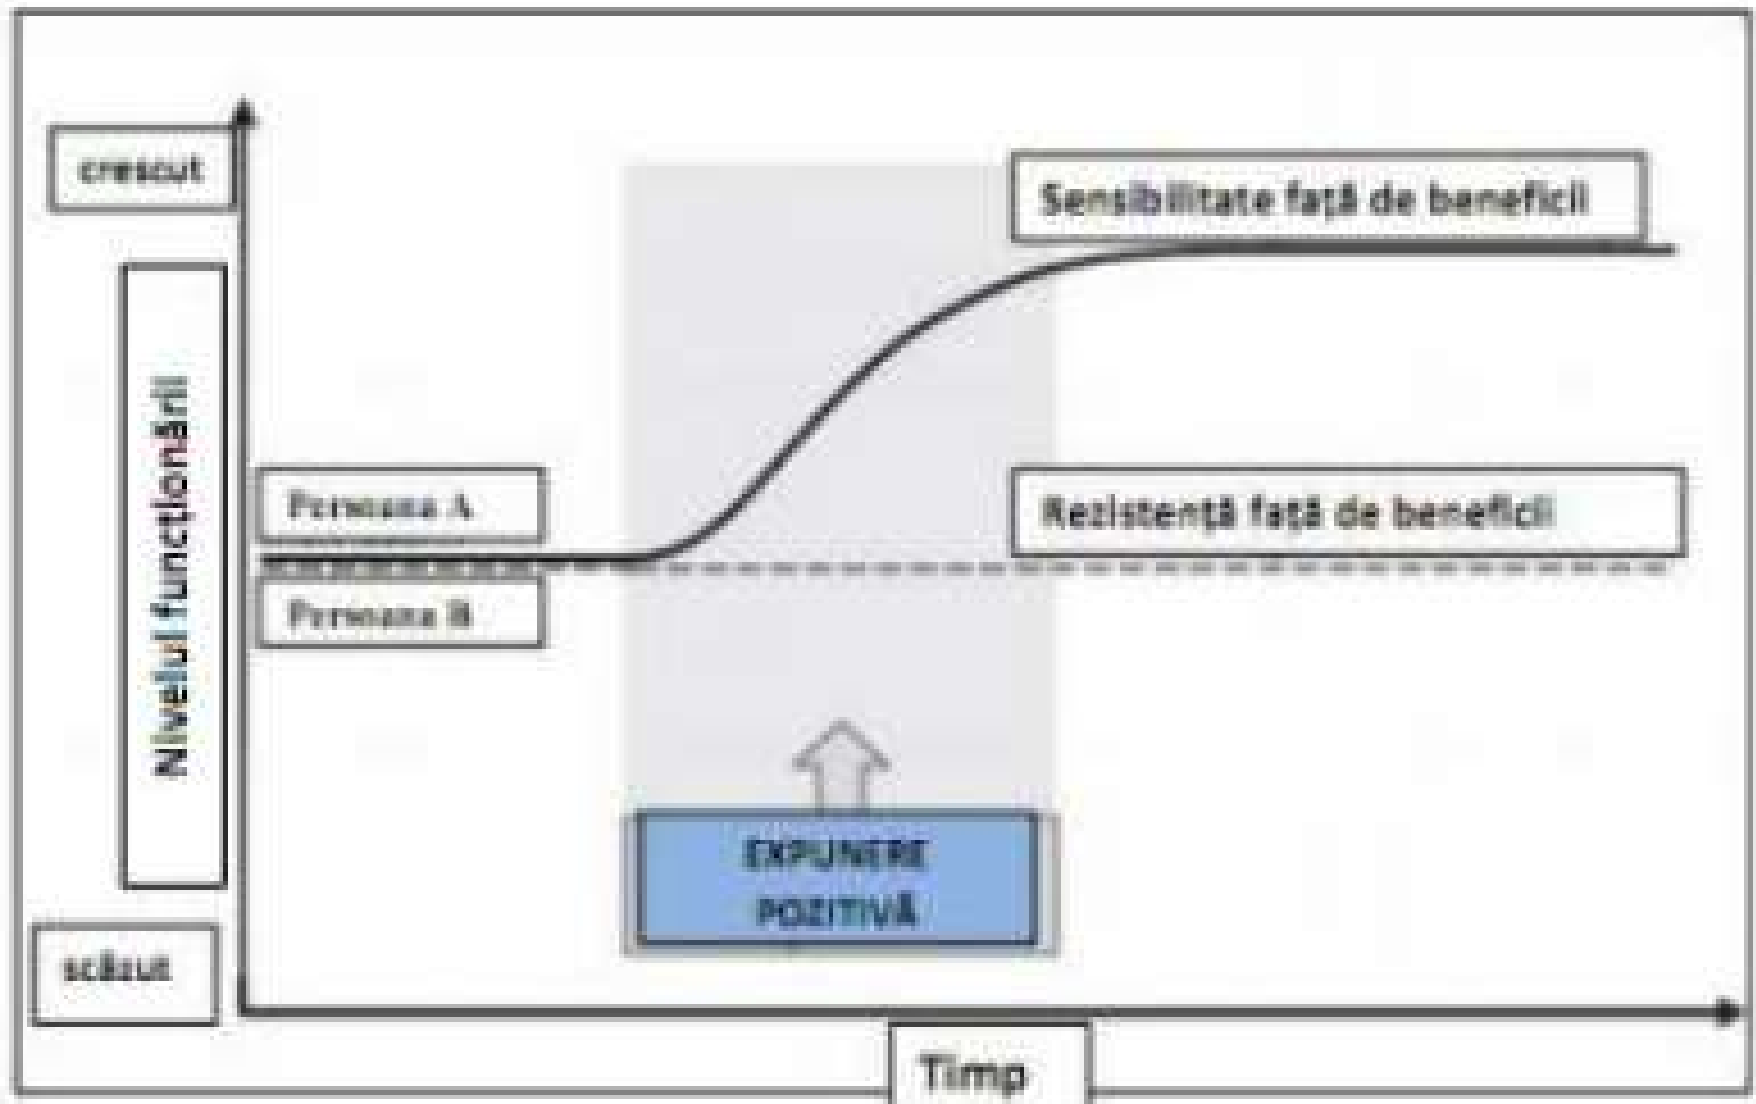 crescut
Sensibilitate față de beneficii
Nivelul funcționării
Persoana A
Rezistență față de beneficii
Persoana B
EXPUNERE
POZITIVĂ
scăzut
Timp